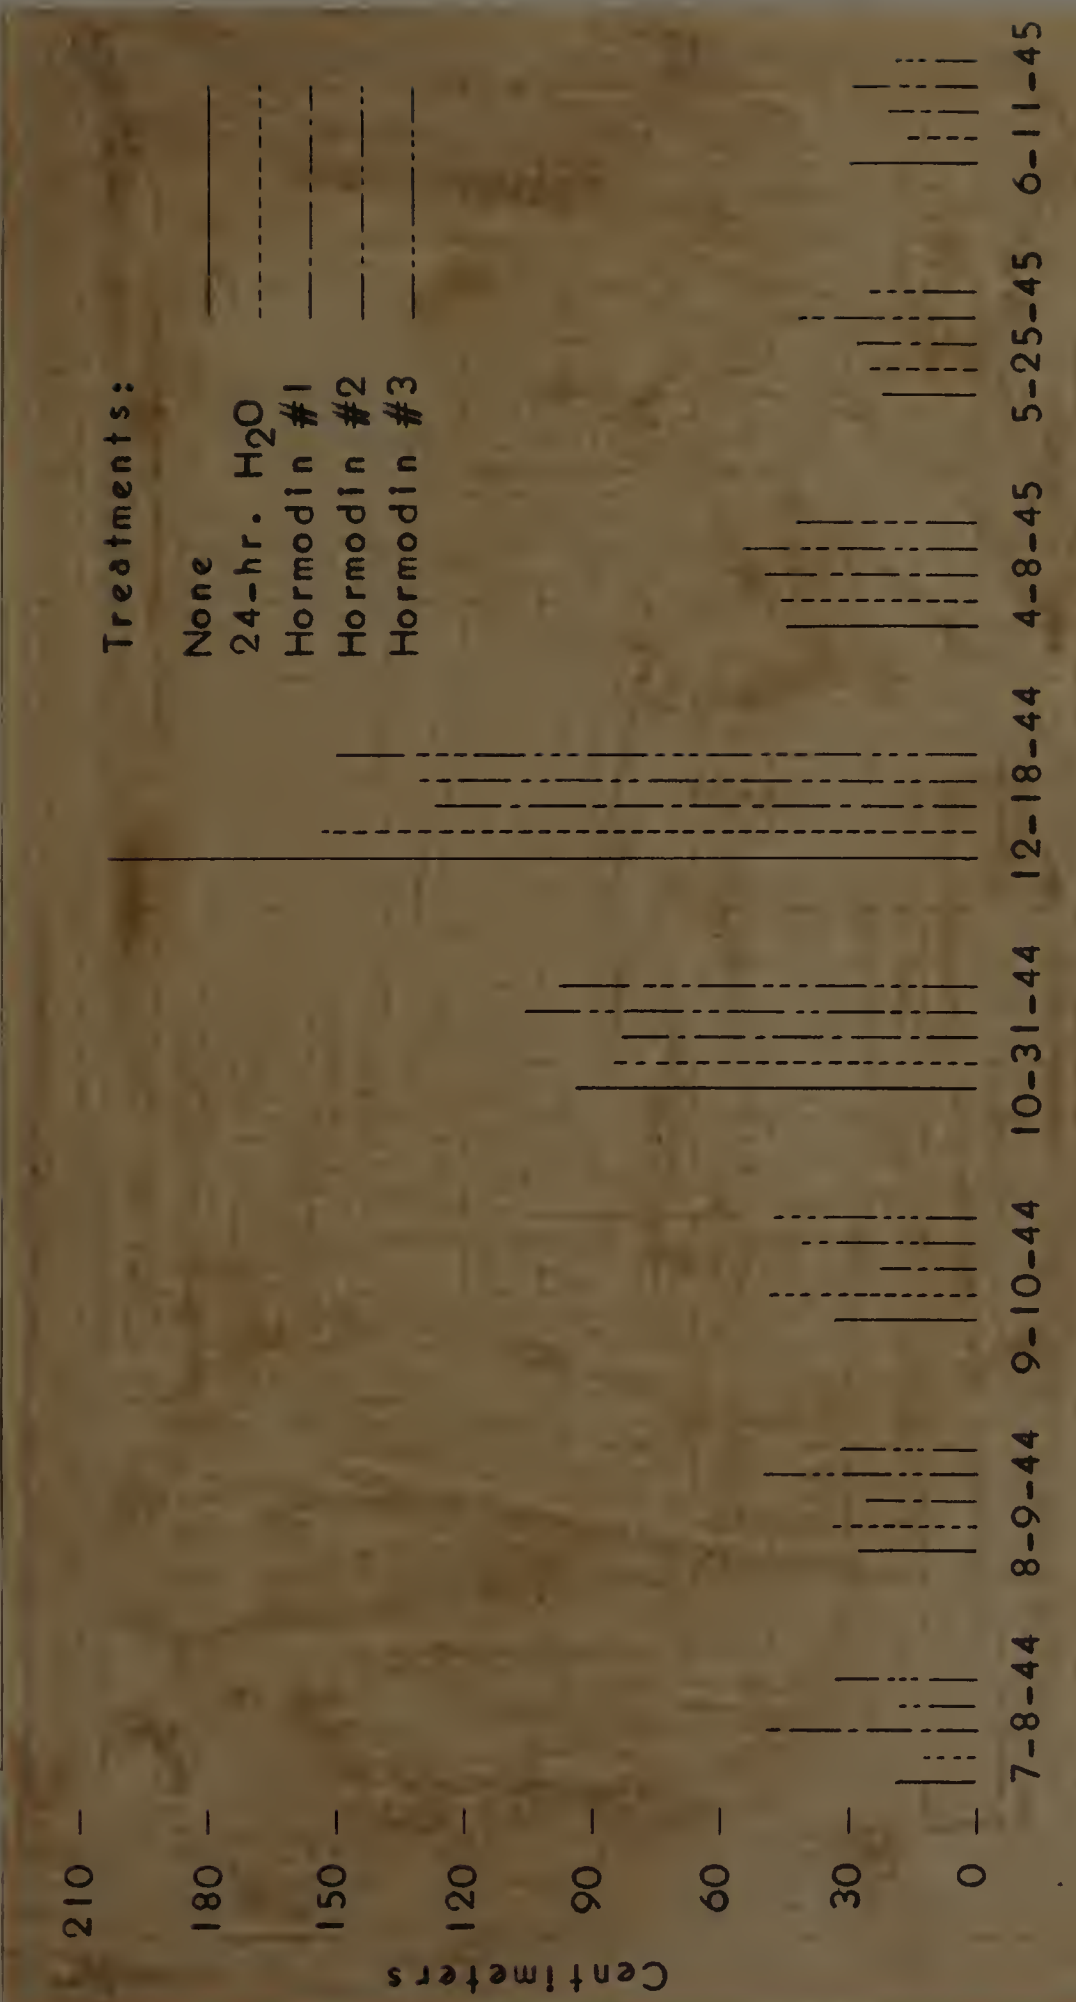 Treatments:
None
24-hr. H₂O
Hormodin #1
Hormodin #2
Hormodin #3
Centimeters
210
180
150
120
90
60
30
0
7-8-44
8-9-44
9-10-44
10-31-44
12-18-44
4-8-45
5-25-45
6-11-45